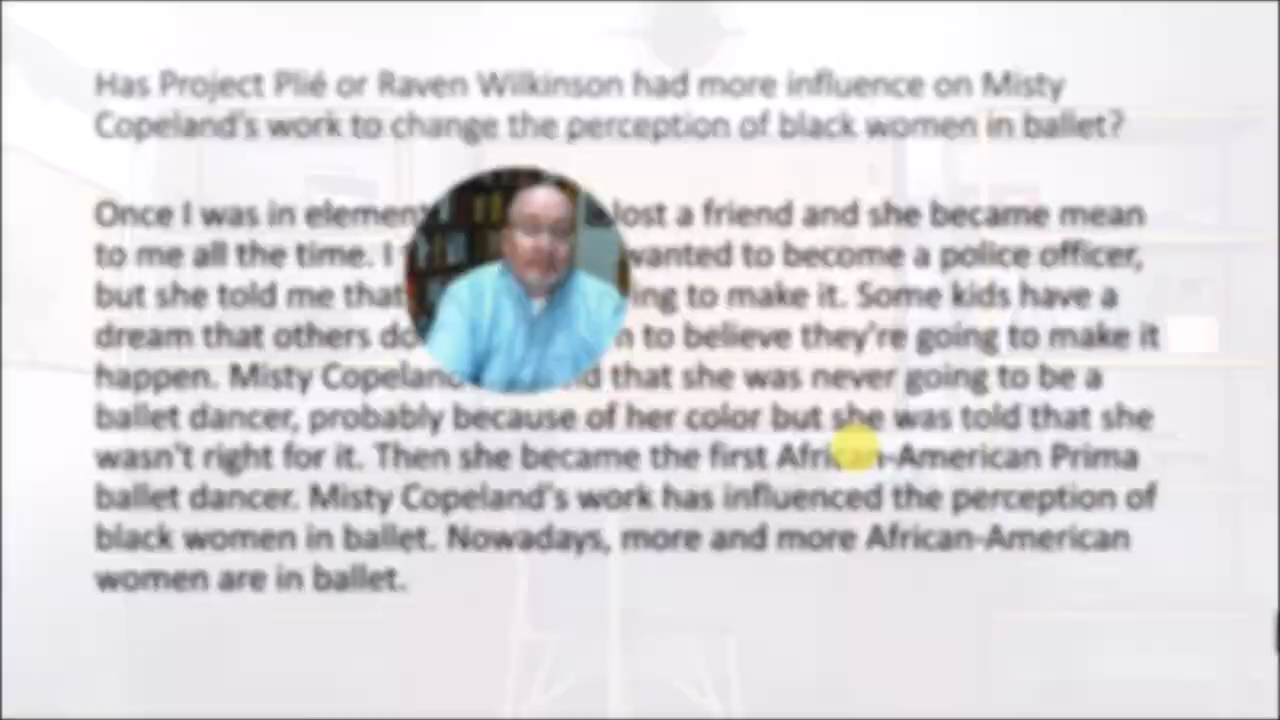 Has Project Plié or Raven Wilkinson had more influence on Misty
Copeland's work to change the perception of black women in ballet?
Once I was in lost a friend and she became mean
to me all the time. I wanted to become a police officer,
but she told me that to make it. Some kids have a
dream that others to believe they're going to make it
happen. Misty that she was never going to be a
ballet dancer, probably because of her color but she was told that she
wasn't right for it. Then she became the first African-American Prima
ballet dancer. Misty Copeland's work has influenced the perception of
black women in ballet. Nowadays, more and more African-American
women are in ballet.